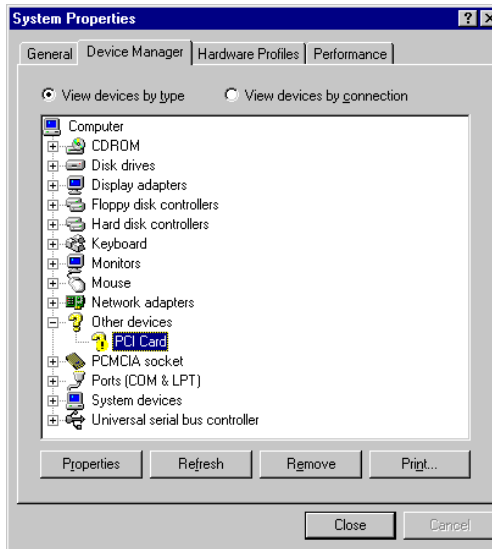 System Properties
General Device Manager Hardware Profiles Performance
View devices by type View devices by connection
Computer
CDROM
Disk drives
Display adapters
Floppy disk controllers
Hard disk controllers
Keyboard
Monitors
Mouse
Network adapters
Other devices
PCI Card
PCMCIA socket
Ports (COM & LPT)
System devices
Universal serial bus controller
Properties Refresh Remove Print...
Close Cancel